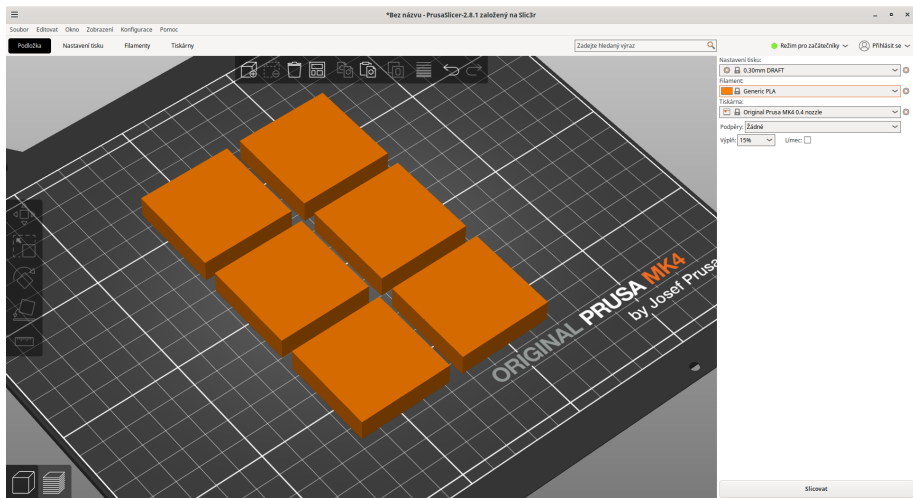 *Bez názvu - PrusaSlicer-2.8.1 založený na Slic3r
Soubor Editovat Okno Zobrazení Konfigurace Pomoc
Podložka Nastavení tisku Filamenty Tiskárny Zadejte hledaný výraz Režim pro začátečníky Přihlásit se
Nastavení tisku:
0.30mm DRAFT
Filament:
Generic PLA
Tiskárna:
Original Prusa MK4 0.4 nozzle
Podpěry: Žádné
Výplň: 15% Límec:
ORIGINAL PRUSA MK4
by Josef Prusa
Slicovat